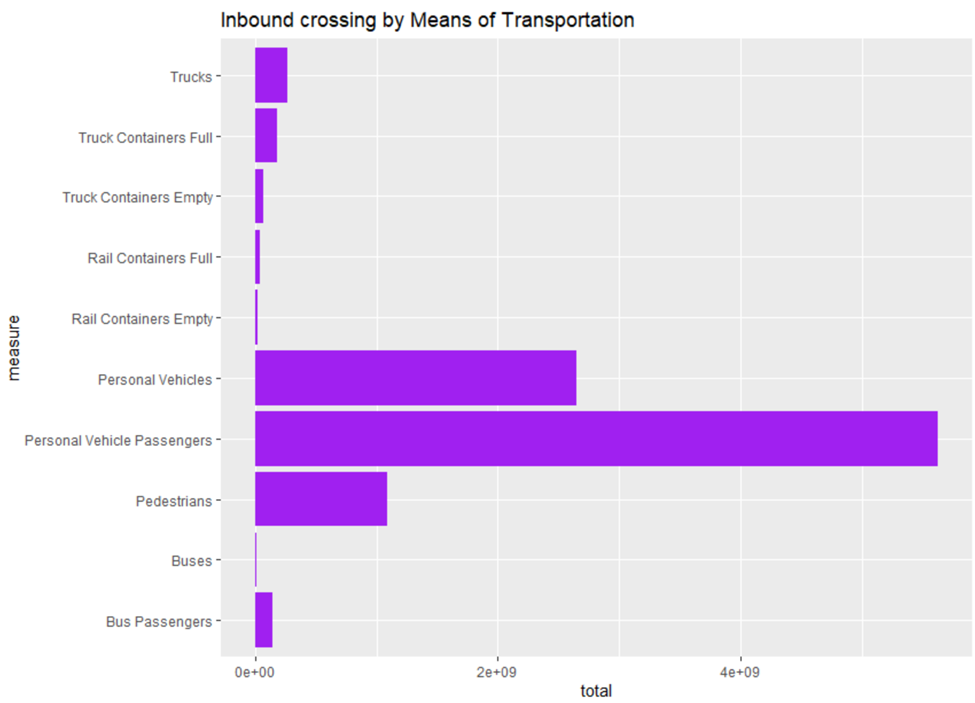 Inbound crossing by Means of Transportation
Trucks
Truck Containers Full
Truck Containers Empty
Rail Containers Full
Rail Containers Empty
Personal Vehicles
Personal Vehicle Passengers
Pedestrians
Buses
Bus Passengers
measure
0e+00 2e+09 4e+09
total